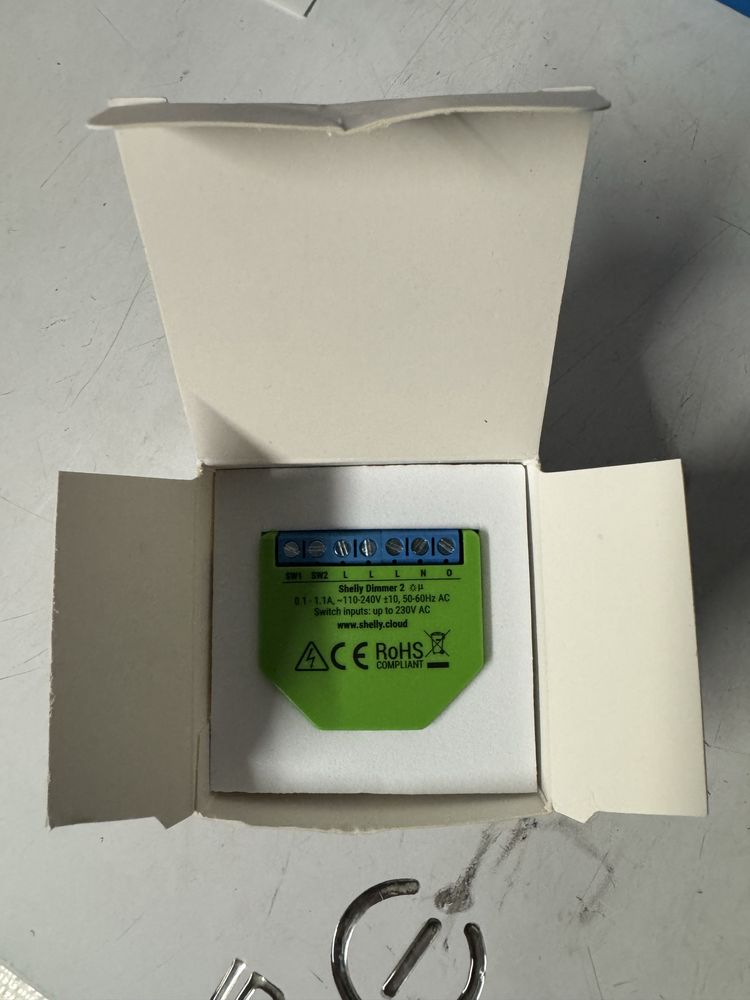 SW1 SW2 L L L N O
Shelly Dimmer 2
0.1 - 1.1A, ~110-240V ±10, 50-60Hz AC
Switch inputs: up to 230V AC
www.shelly.cloud
CE RoHS
COMPLIANT